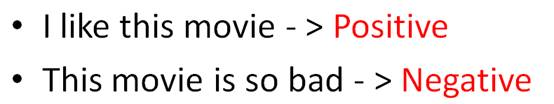 • I like this movie - > Positive
• This movie is so bad - > Negative